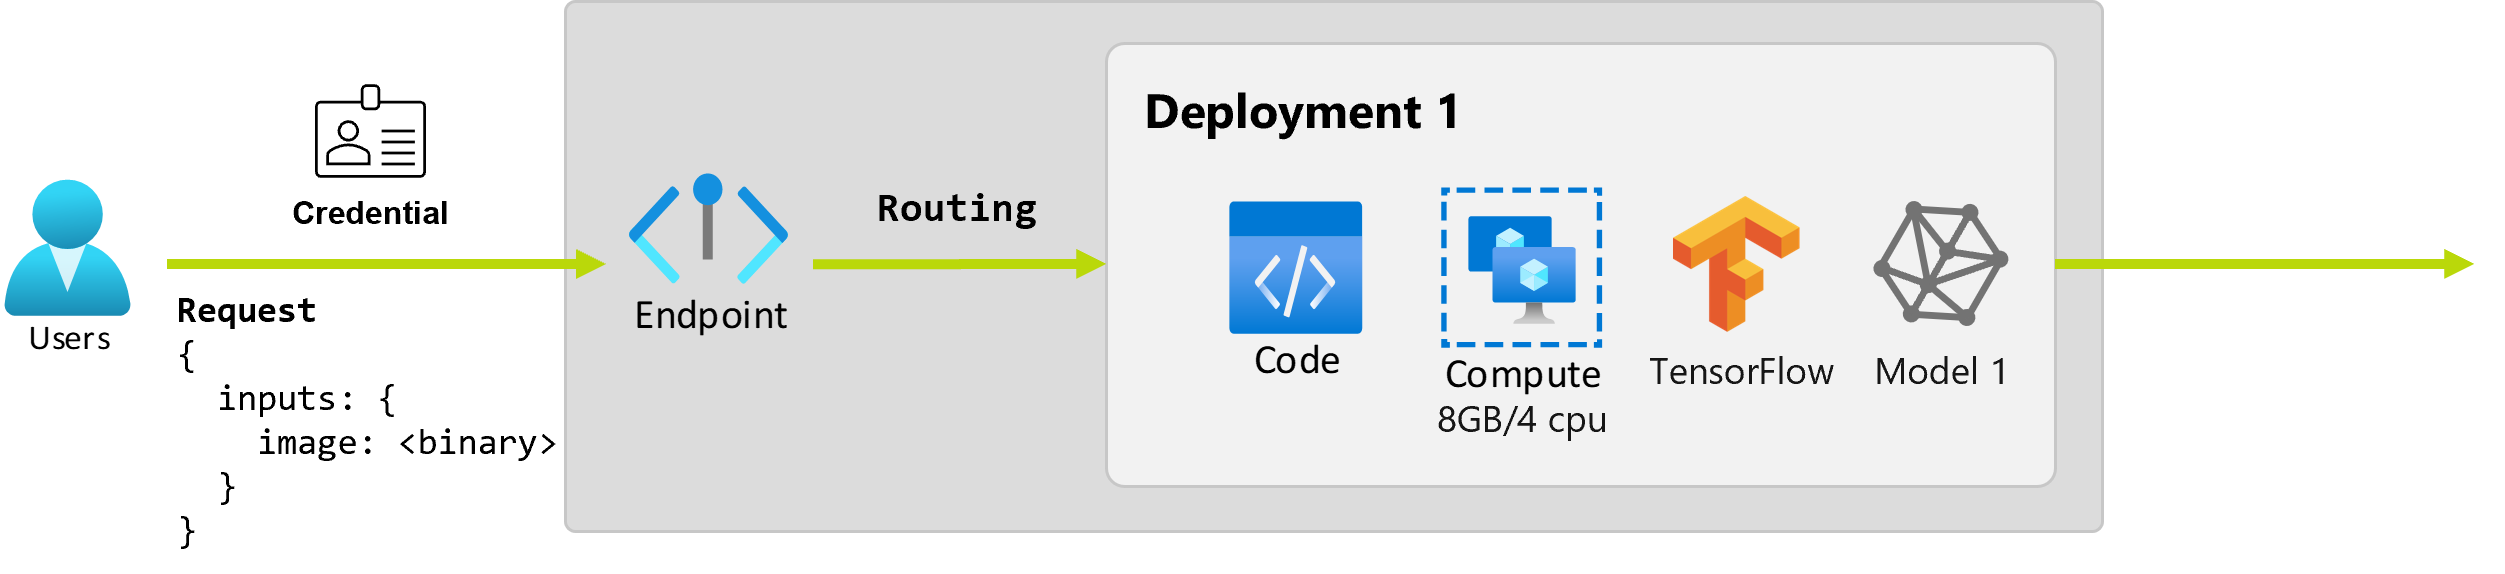 Users
Credential
Request
{
  inputs: {
    image: <binary>
  }
}
Endpoint
Routing
Deployment 1
Code
Compute
8GB/4 cpu
TensorFlow
Model 1